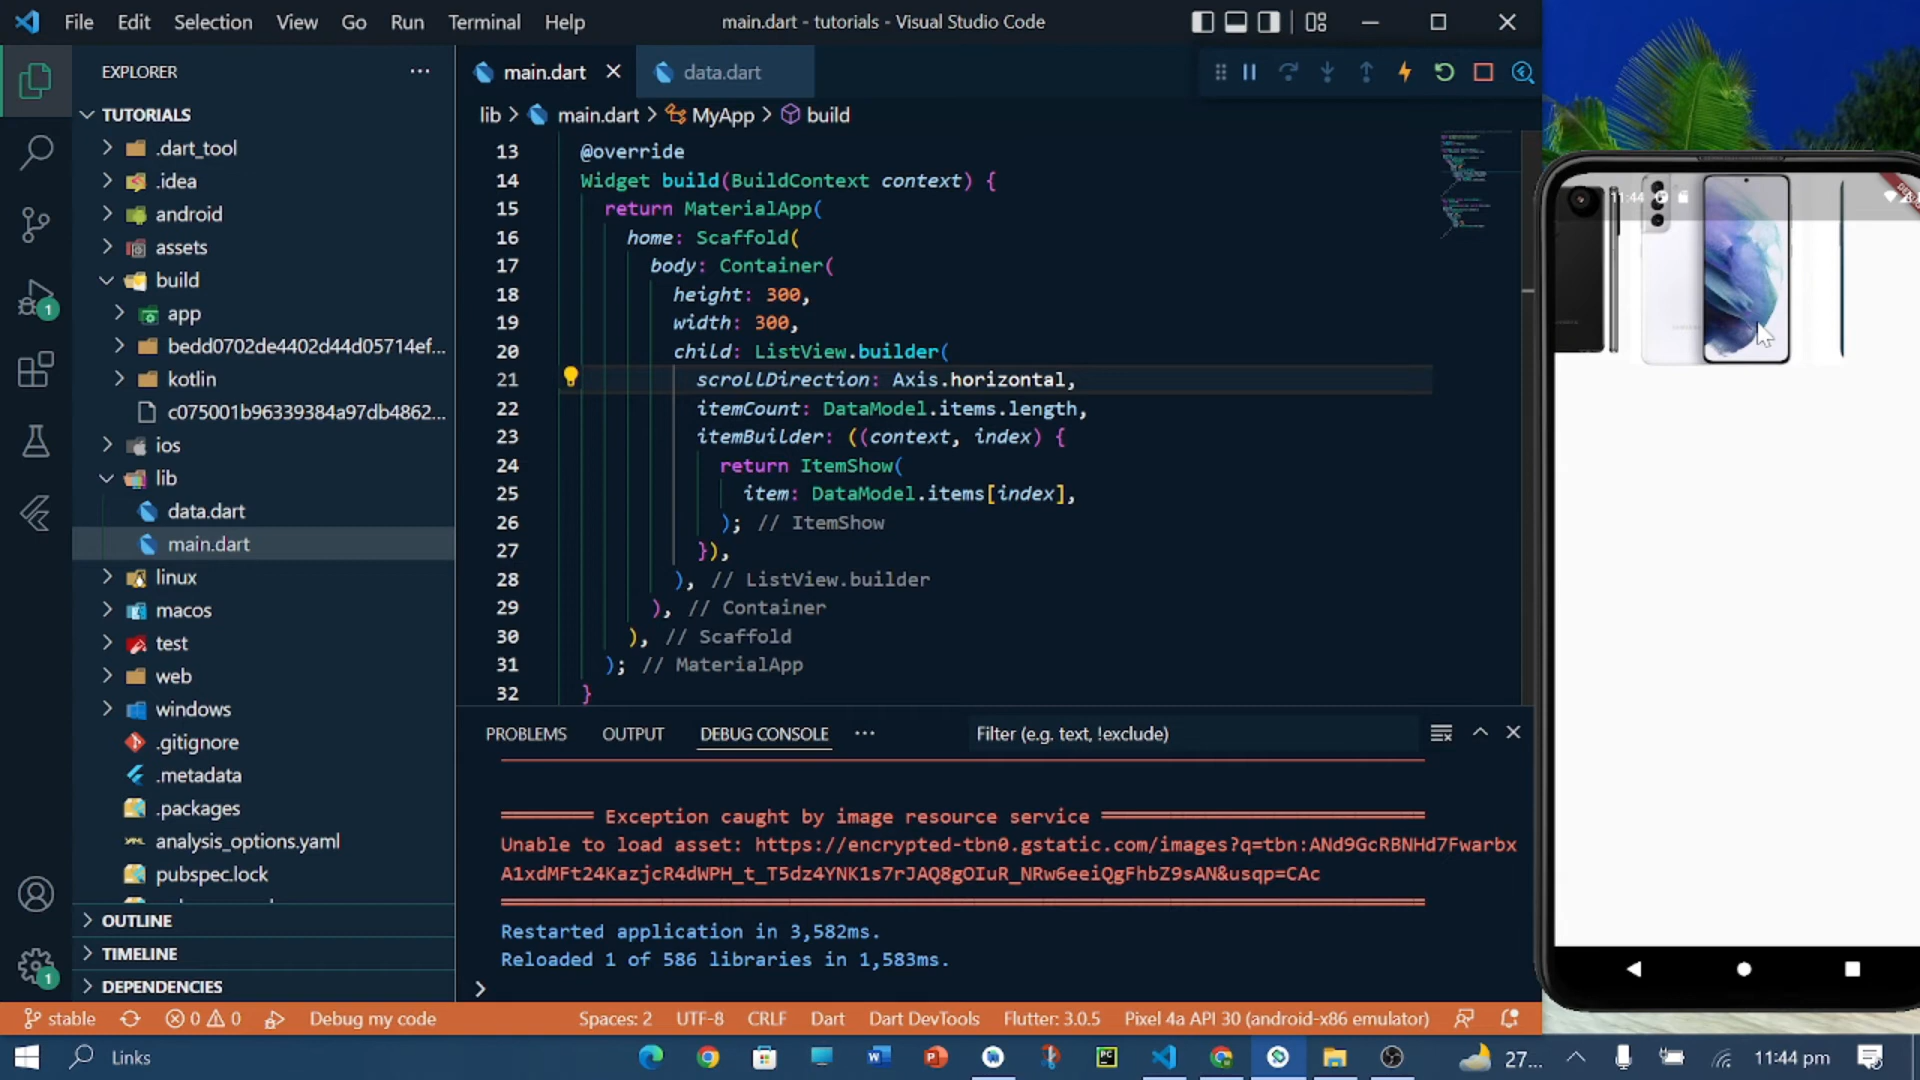 File Edit Selection View Go Run Terminal Help main.dart - tutorials - Visual Studio Code
EXPLORER
TUTORIALS
.dart_tool
.idea
android
assets
build
app
bedd0702de4402d44d05714ef...
kotlin
c075001b96339384a97db4862...
ios
lib
data.dart
main.dart
linux
macos
test
web
windows
.gitignore
.metadata
.packages
analysis_options.yaml
pubspec.lock
OUTLINE
TIMELINE
DEPENDENCIES
1
1
main.dart data.dart
lib > main.dart > MyApp > build
13 @override
14 Widget build(BuildContext context) {
15 return MaterialApp(
16 home: Scaffold(
17 body: Container(
18 height: 300,
19 width: 300,
20 child: ListView.builder(
21 scrollDirection: Axis.horizontal,
22 itemCount: DataModel.items.length,
23 itemBuilder: ((context, index) {
24 return ItemShow(
25 item: DataModel.items[index],
26 ); // ItemShow
27 }),
28 ), // ListView.builder
29 ), // Container
30 ), // Scaffold
31 ); // MaterialApp
32 }
PROBLEMS OUTPUT DEBUG CONSOLE Filter (e.g. text, !exclude)
Exception caught by image resource service
Unable to load asset: https://encrypted-tbn0.gstatic.com/images?q=tbn:ANd9GcRBNHd7Fwarbx
A1xdMFt24KazjcR4dWPH_t_T5dz4YNK1s7rJAQ8gOIuR_NRw6eeiQgFhbZ9sAN&usqp=CAc
Restarted application in 3,582ms.
Reloaded 1 of 586 libraries in 1,583ms.
>
11:44
stable 0 0 Debug my code Spaces: 2 UTF-8 CRLF Dart Dart DevTools Flutter: 3.0.5 Pixel 4a API 30 (android-x86 emulator)
Links 27... 11:44 pm